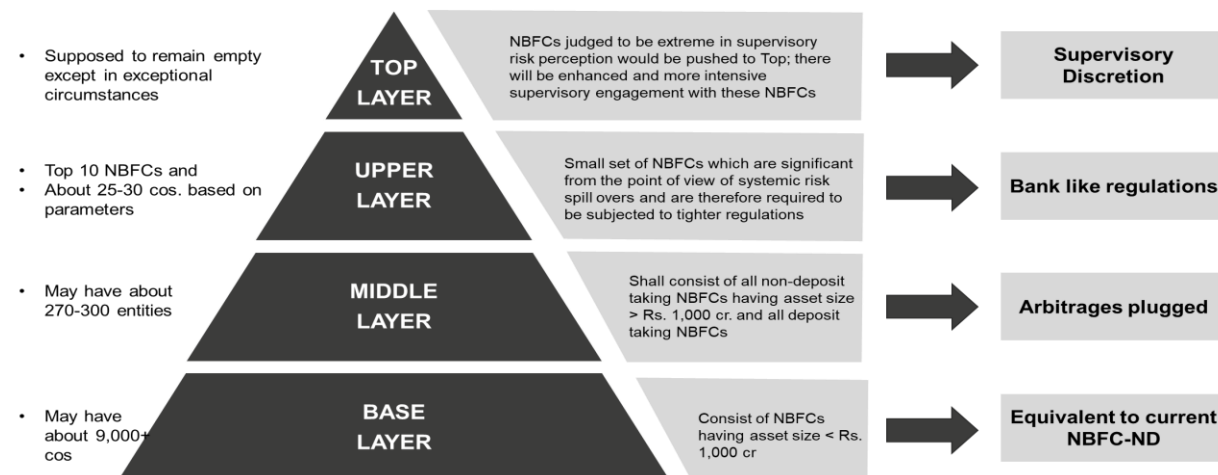 • Supposed to remain empty
except in exceptional
circumstances
TOP
LAYER
NBFCs judged to be extreme in supervisory
risk perception would be pushed to Top; there
will be enhanced and more intensive
supervisory engagement with these NBFCs
Supervisory
Discretion
• Top 10 NBFCs and
• About 25-30 cos. based on
parameters
UPPER
LAYER
Small set of NBFCs which are significant
from the point of view of systemic risk
spill overs and are therefore required to
be subjected to tighter regulations
Bank like regulations
• May have about
270-300 entities
MIDDLE
LAYER
Shall consist of all non-deposit
taking NBFCs having asset size
> Rs. 1,000 cr. and all deposit
taking NBFCs
Arbitrages plugged
• May have
about 9,000+
cos
BASE
LAYER
Consist of NBFCs
having asset size < Rs.
1,000 cr
Equivalent to current
NBFC-ND